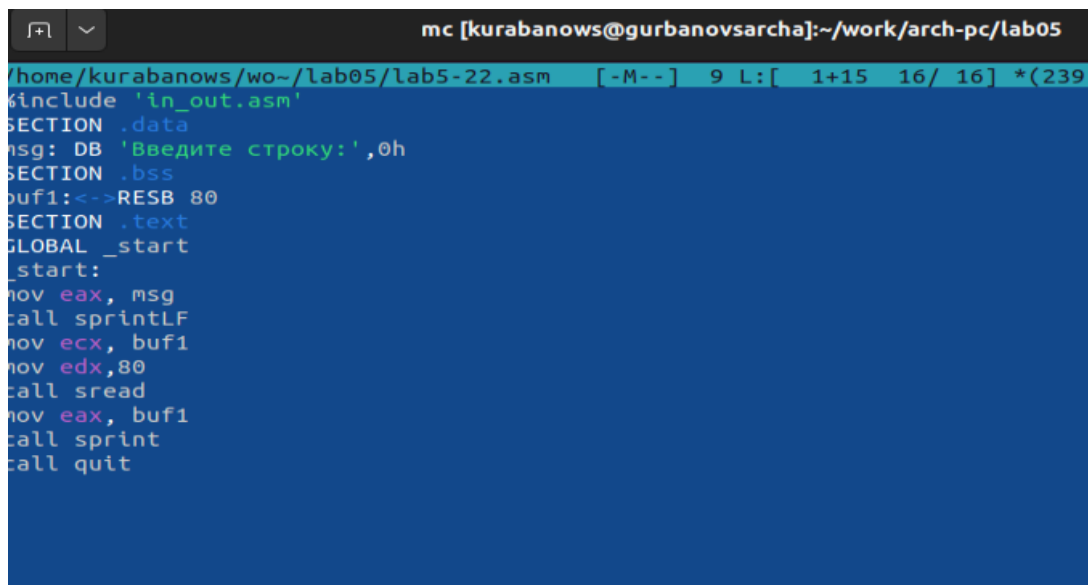 mc [kurabanows@gurbanovsarcha]:~/work/arch-pc/lab05
/home/kurabanows/wo~/lab05/lab5-22.asm [-M--] 9 L:[ 1+15 16/ 16] *(239
%include 'in_out.asm'
SECTION .data
msg: DB 'Введите строку:',0h
SECTION .bss
buf1:<->RESB 80
SECTION .text
GLOBAL _start
_start:
mov eax, msg
call sprintLF
mov ecx, buf1
mov edx,80
call sread
mov eax, buf1
call sprint
call quit